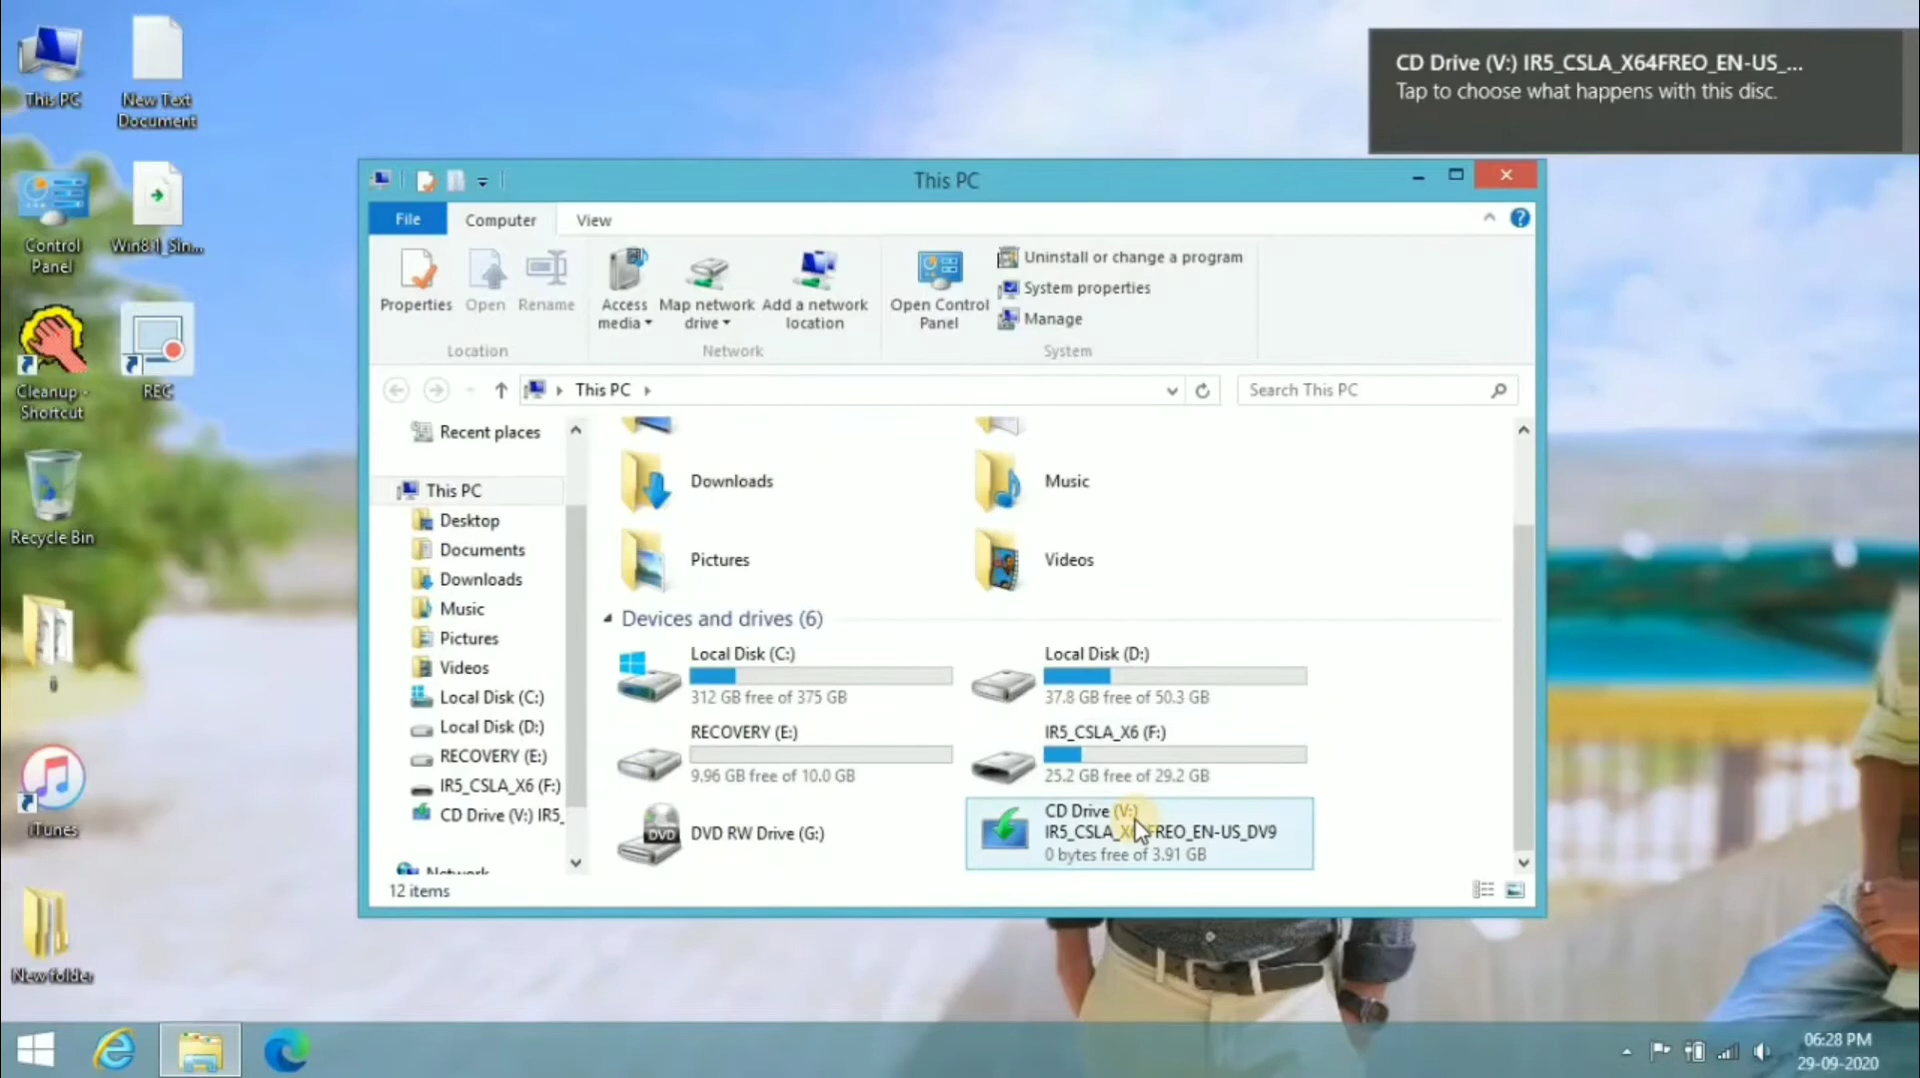 This PC
New Text
Document
Control
Panel
Win8.1_Sin...
Cleanup -
Shortcut
REC
Recycle Bin
iTunes
New folder
CD Drive (V:) IR5_CSLA_X64FREO_EN-US_...
Tap to choose what happens with this disc.
This PC
File
Computer
View
Properties
Open
Rename
Access
media
Map network
drive
Add a network
location
Open Control
Panel
Uninstall or change a program
System properties
Manage
Location
Network
System
This PC
Search This PC
Recent places
This PC
Desktop
Documents
Downloads
Music
Pictures
Videos
Local Disk (C:)
Local Disk (D:)
RECOVERY (E:)
IR5_CSLA_X6 (F:)
CD Drive (V:) IR5_
Network
Downloads
Music
Pictures
Videos
Devices and drives (6)
Local Disk (C:)
312 GB free of 375 GB
Local Disk (D:)
37.8 GB free of 50.3 GB
RECOVERY (E:)
9.96 GB free of 10.0 GB
IR5_CSLA_X6 (F:)
25.2 GB free of 29.2 GB
DVD
DVD RW Drive (G:)
CD Drive (V:)
IR5_CSLA_X64FREO_EN-US_DV9
0 bytes free of 3.91 GB
12 items
06:28 PM
29-09-2020